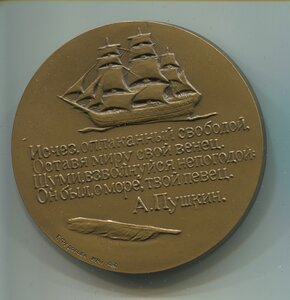 Исчез, оплаканный свободой,
Оставя миру свой венец.
Шуми, взволнуйся непогодой:
Он был, о море, твой певец.
А. Пушкин.